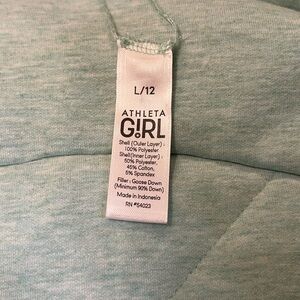 L/12
ATHLETA
GIRL
Shell (Outer Layer) :
100% Polyester
Shell(Inner Layer) :
50% Polyester,
45% Cotton,
5% Spandex
Filler : Goose Down
(Minimum 90% Down)
Made in Indonesia
RN #54023